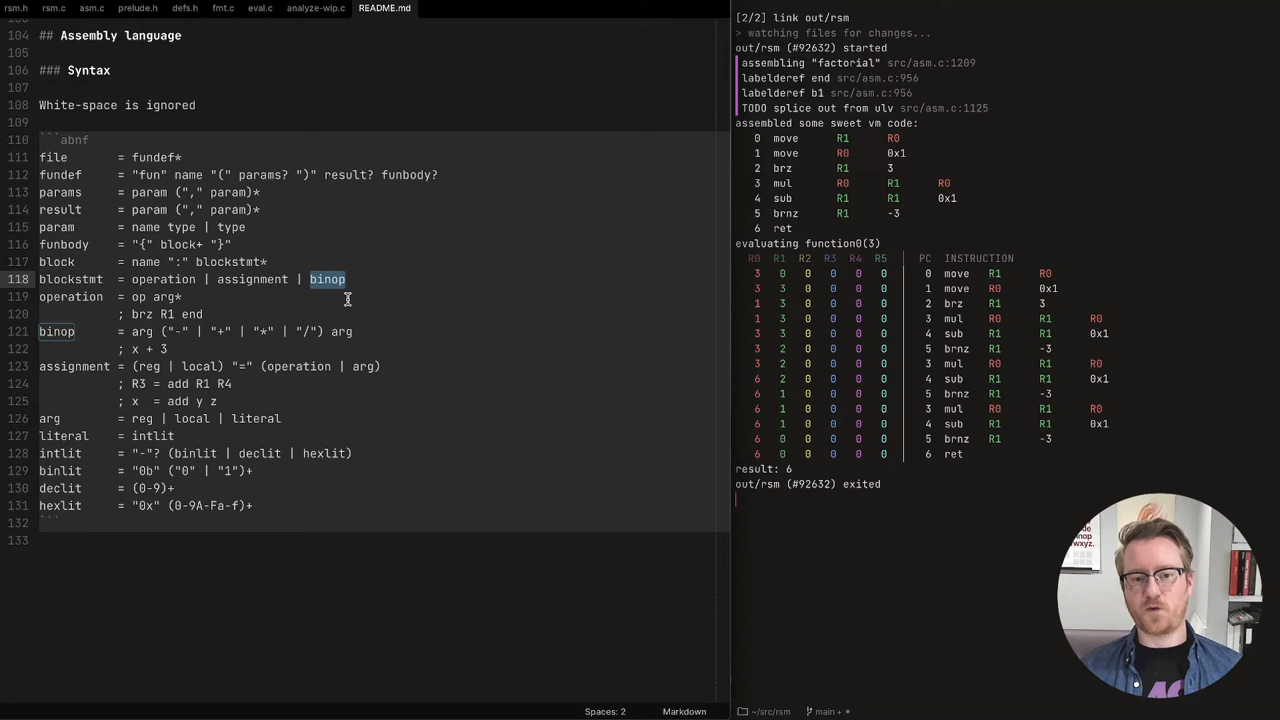 rsm.h rsm.c asm.c prelude.h defs.h fmt.c eval.c analyze-wip.c README.md
104 ## Assembly language
105
106 ### Syntax
107
108 White-space is ignored
109
110 ```abnf
111 file = fundef*
112 fundef = "fun" name "(" params? ")" result? funbody?
113 params = param ("," param)*
114 result = param ("," param)*
115 param = name type | type
116 funbody = "{" block+ "}"
117 block = name ":" blockstmt*
118 blockstmt = operation | assignment | binop
119 operation = op arg*
120 ; brz R1 end
121 binop = arg ("-" | "+" | "*" | "/") arg
122 ; x + 3
123 assignment = (reg | local) "=" (operation | arg)
124 ; R3 = add R1 R4
125 ; x = add y z
126 arg = reg | local | literal
127 literal = intlit
128 intlit = "-"? (binlit | declit | hexlit)
129 binlit = "0b" ("0" | "1")+
130 declit = (0-9)+
131 hexlit = "0x" (0-9A-Fa-f)+
132 ```
133
Spaces: 2 Markdown
[2/2] link out/rsm
> watching files for changes...
out/rsm (#92632) started
assembling "factorial" src/asm.c:1209
labelderef end src/asm.c:956
labelderef b1 src/asm.c:956
TODO splice out from ulv src/asm.c:1125
assembled some sweet vm code:
0 move R1 R0
1 move R0 0x1
2 brz R1 3
3 mul R0 R1 R0
4 sub R1 R1 0x1
5 brnz R1 -3
6 ret
evaluating function0(3)
R0 R1 R2 R3 R4 R5 PC INSTRUCTION
3 0 0 0 0 0 0 move R1 R0
3 3 0 0 0 0 1 move R0 0x1
1 3 0 0 0 0 2 brz R1 3
1 3 0 0 0 0 3 mul R0 R1 R0
3 3 0 0 0 0 4 sub R1 R1 0x1
3 2 0 0 0 0 5 brnz R1 -3
3 2 0 0 0 0 3 mul R0 R1 R0
6 2 0 0 0 0 4 sub R1 R1 0x1
6 1 0 0 0 0 5 brnz R1 -3
6 1 0 0 0 0 3 mul R0 R1 R0
6 1 0 0 0 0 4 sub R1 R1 0x1
6 0 0 0 0 0 5 brnz R1 -3
6 0 0 0 0 0 6 ret
result: 6
out/rsm (#92632) exited
~/src/rsm main + *